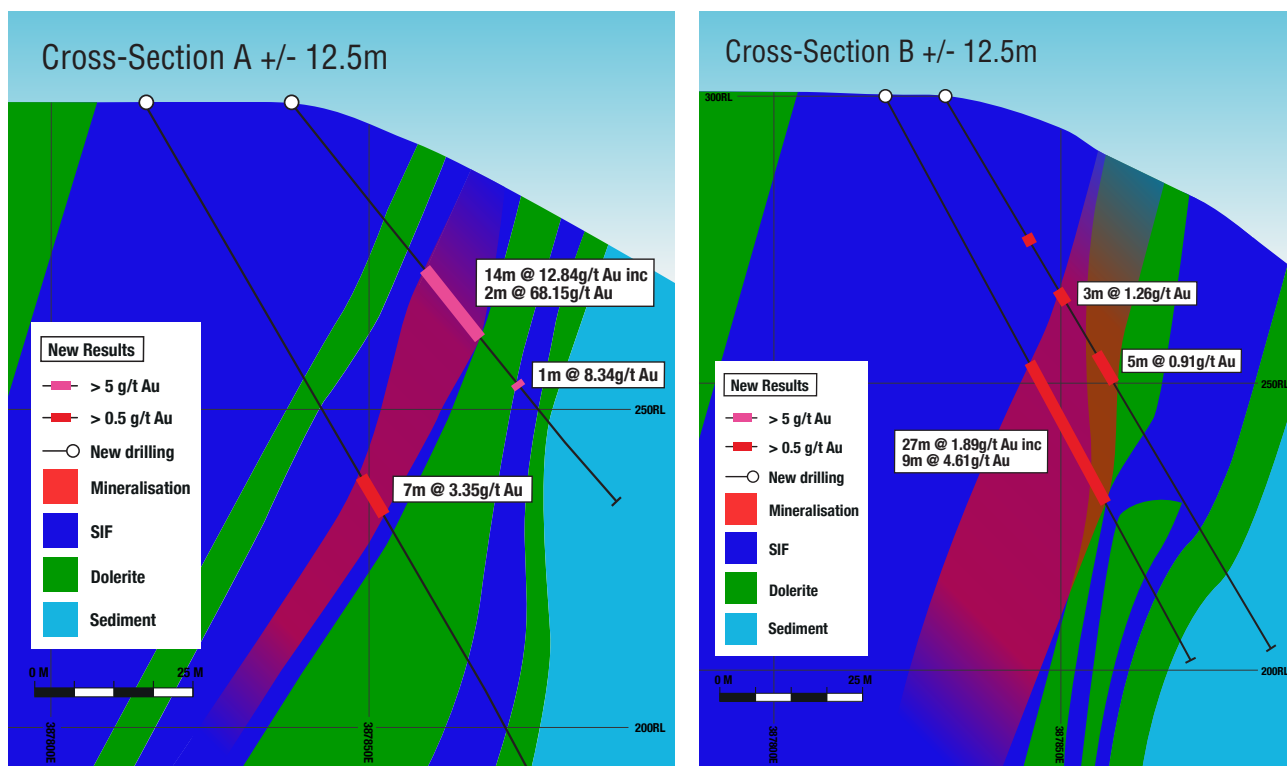 Cross-Section A +/- 12.5m
14m @ 12.84g/t Au inc
2m @ 68.15g/t Au
1m @ 8.34g/t Au
250RL
7m @ 3.35g/t Au
New Results
> 5 g/t Au
> 0.5 g/t Au
New drilling
Mineralisation
SIF
Dolerite
Sediment
0 M
25 M
200RL
387800E
387850E
Cross-Section B +/- 12.5m
300RL
3m @ 1.26g/t Au
5m @ 0.91g/t Au
250RL
27m @ 1.89g/t Au inc
9m @ 4.61g/t Au
New Results
> 5 g/t Au
> 0.5 g/t Au
New drilling
Mineralisation
SIF
Dolerite
Sediment
0 M
25 M
200RL
387800E
387850E